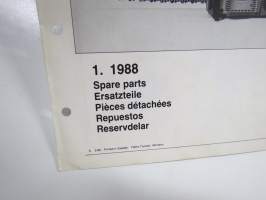 1. 1988
Spare parts
Ersatzteile
Pièces détachées
Repuestos
Reservdelar